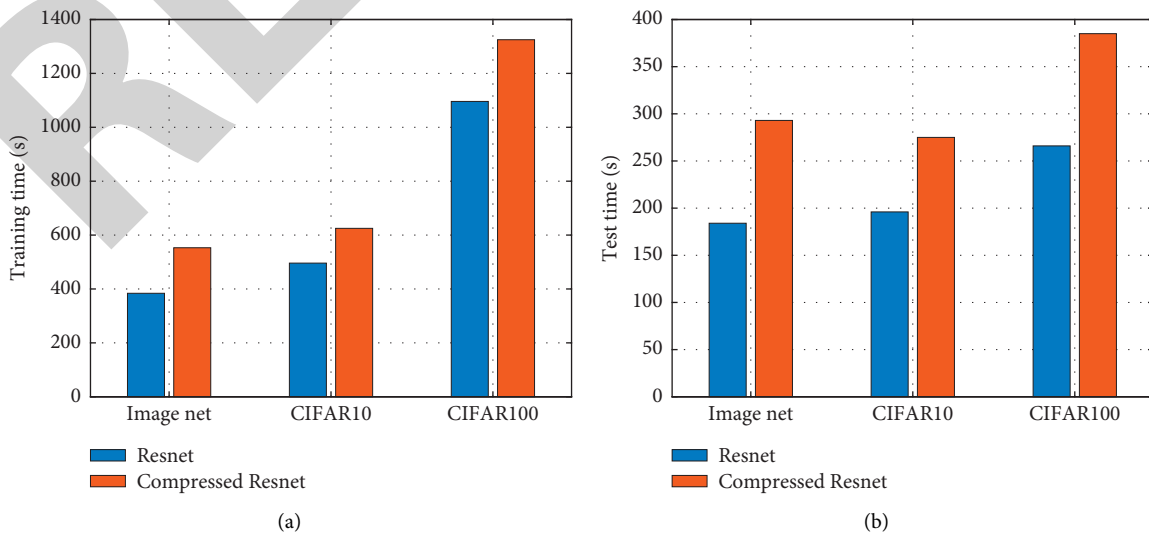 1400
1200
1000
800
600
400
200
0
Training time (s)
Image net CIFAR10 CIFAR100
Resnet
Compressed Resnet
(a)
400
350
300
250
200
150
100
50
0
Test time (s)
Image net CIFAR10 CIFAR100
Resnet
Compressed Resnet
(b)